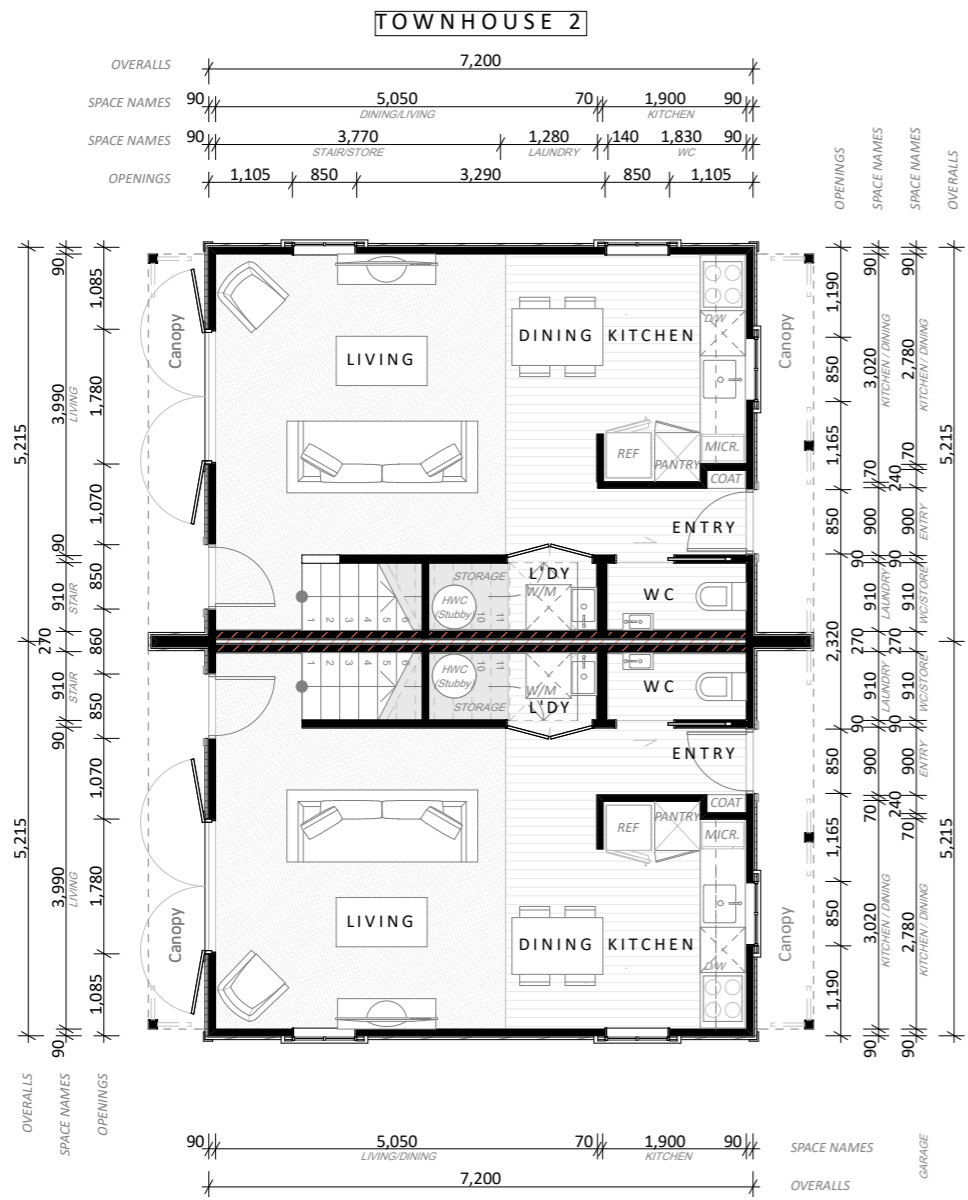 TOWNHOUSE 2
OVERALLS 7,200
SPACE NAMES 90 5,050 70 1,900 90
DINING/LIVING KITCHEN
SPACE NAMES 90 3,770 1,280 140 1,830 90
STAIR/STORE LAUNDRY WC
OPENINGS 1,105 850 3,290 850 1,105
OPENINGS
SPACE NAMES
SPACE NAMES
OVERALLS
5,215
5,215
90
3,990
LIVING
90
910
STAIR
270
910
STAIR
90
3,990
LIVING
90
1,085
1,780
1,070
850
860
850
1,070
1,780
1,085
Canopy
LIVING
DINING
KITCHEN
D/W
REF
PANTRY
MICR.
COAT
ENTRY
STORAGE
L'DY
W/M
HWC
(Stubby)
1 2 3 4 5 6 10 11
WC
Canopy
1 2 3 4 5 6 10 11
HWC
(Stubby)
W/M
STORAGE
L'DY
WC
ENTRY
COAT
REF
PANTRY
MICR.
Canopy
LIVING
DINING
KITCHEN
D/W
Canopy
1,190
850
1,165
850
2,320
850
1,165
850
1,190
90
3,020
KITCHEN / DINING
70
900
90
910
LAUNDRY
270
910
LAUNDRY
90
900
70
3,020
KITCHEN / DINING
90
90
2,780
KITCHEN / DINING
70
240
900
ENTRY
90
910
WC/STORE
270
910
WC/STORE
90
900
ENTRY
240
70
2,780
KITCHEN / DINING
90
5,215
5,215
OVERALLS
SPACE NAMES
OPENINGS
90 5,050 70 1,900 90 SPACE NAMES
LIVING/DINING KITCHEN
7,200 OVERALLS
GARAGE